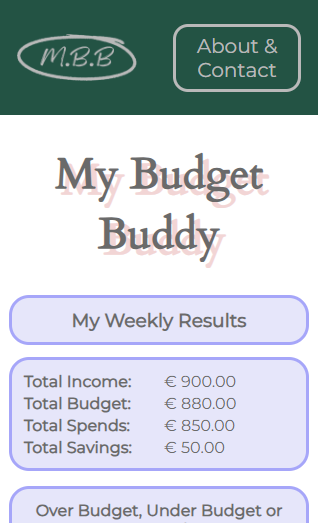 M.B.B
About &
Contact
My Budget
Buddy
My Weekly Results
Total Income: € 900.00
Total Budget: € 880.00
Total Spends: € 850.00
Total Savings: € 50.00
Over Budget, Under Budget or